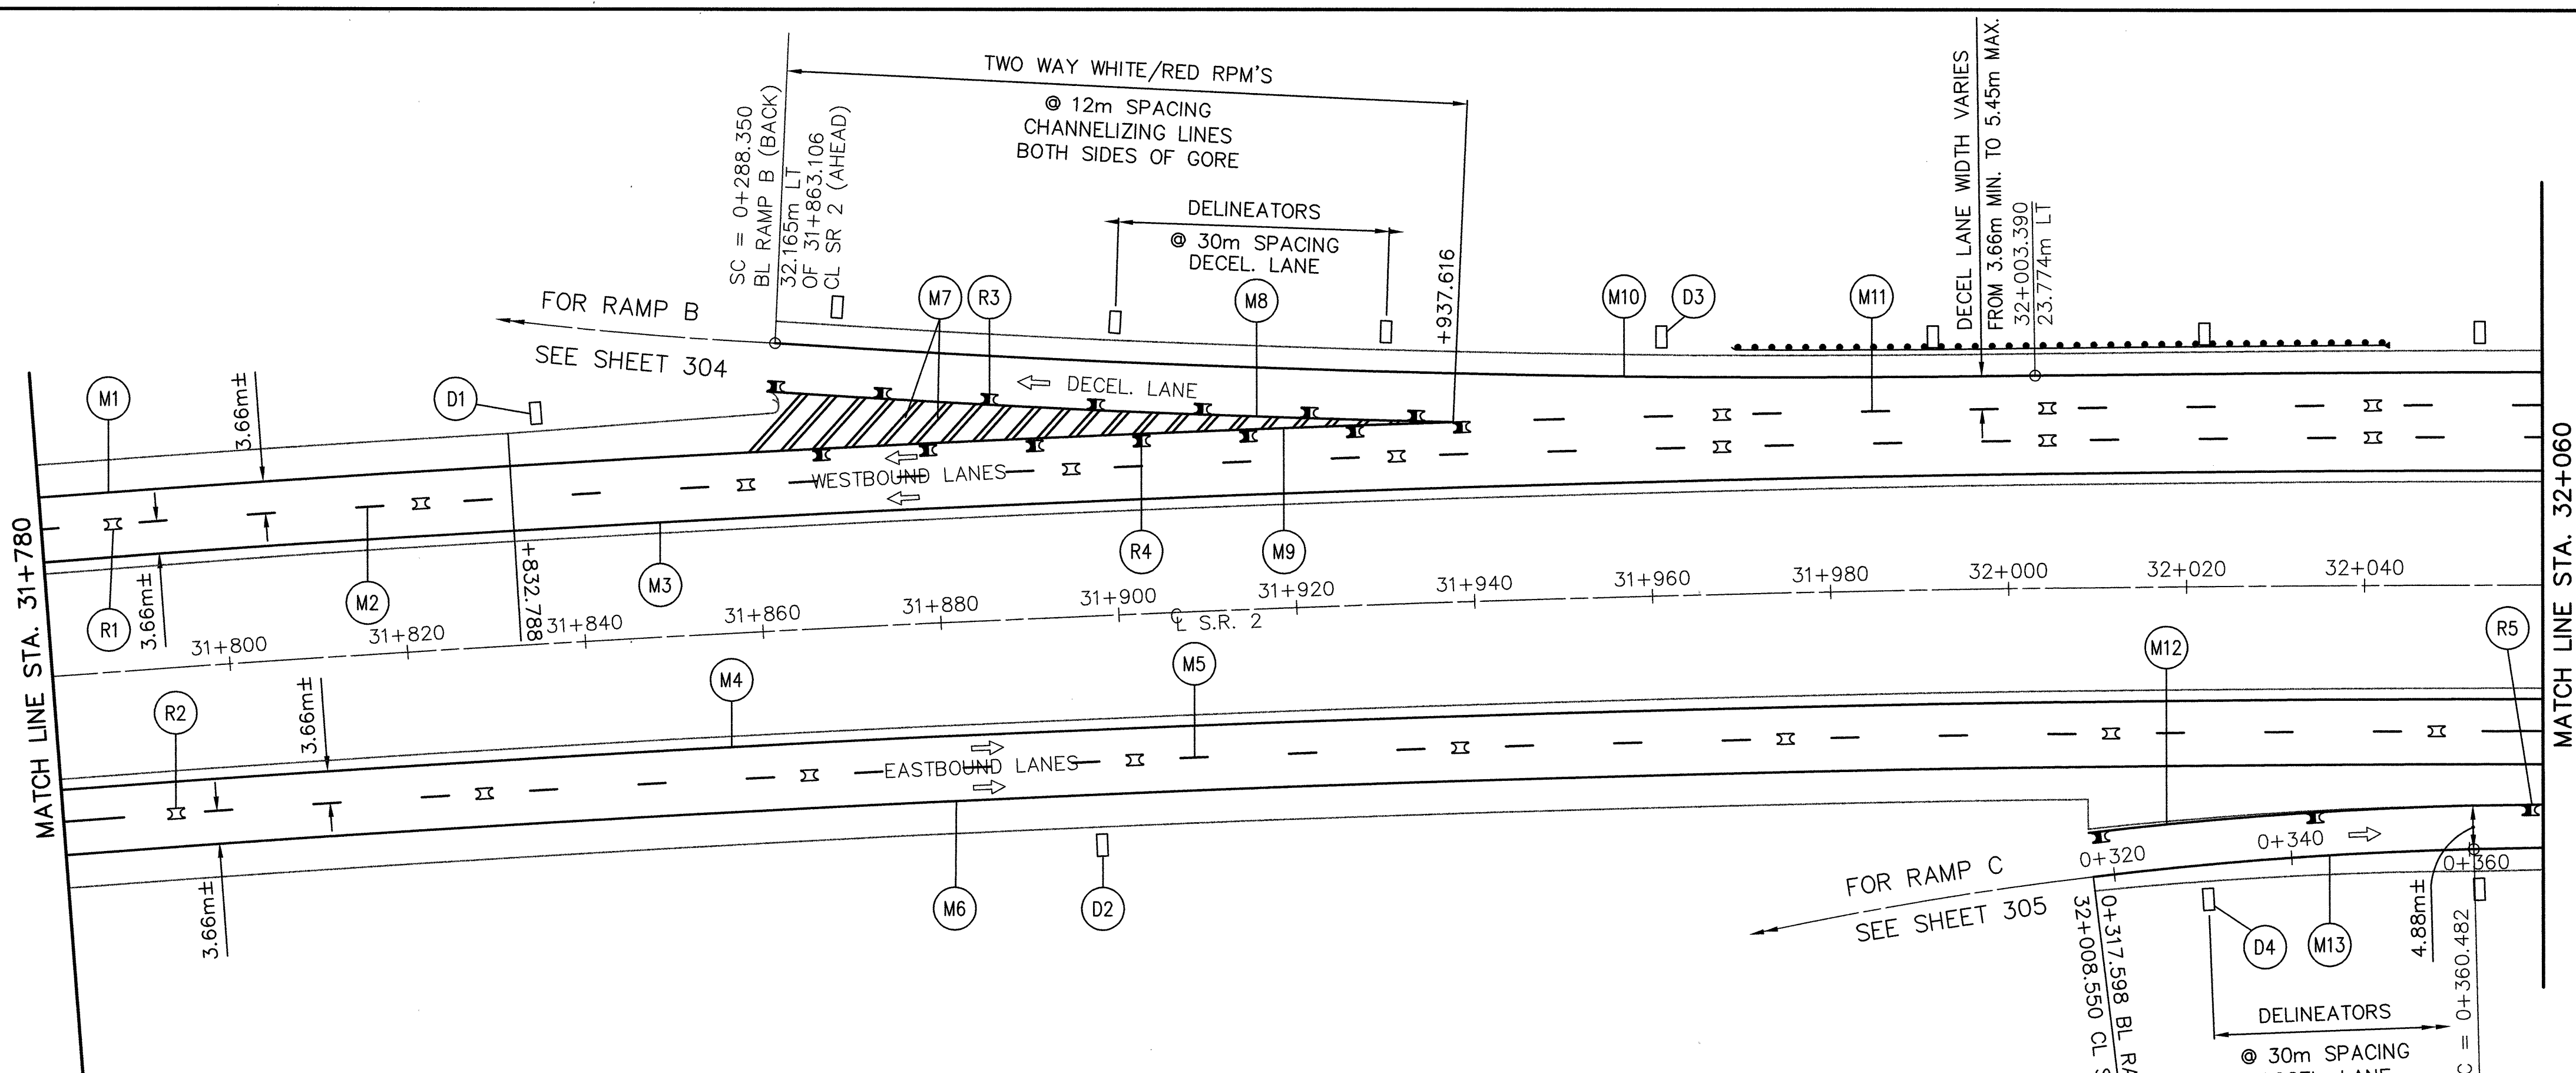 TWO WAY WHITE/RED RPM'S
@ 12m SPACING
CHANNELIZING LINES
BOTH SIDES OF GORE
SC = 0+288.350
BL RAMP B (BACK)
32.165m LT
OF 31+863.106
CL SR 2 (AHEAD)
DELINEATORS
@ 30m SPACING
DECEL. LANE
+937.616
DECEL LANE WIDTH VARIES
FROM 3.66m MIN. TO 5.45m MAX.
32+003.390
23.774m LT
FOR RAMP B
SEE SHEET 304
M7
R3
M8
M10
D3
M11
M1
3.66m±
D1
DECEL. LANE
WESTBOUND LANES
MATCH LINE STA. 31+780
MATCH LINE STA. 32+060
R1
3.66m±
M2
+832.788
M3
R4
M9
31+800
31+820
31+840
31+860
31+880
31+900
31+920
31+940
31+960
31+980
32+000
32+020
32+040
℄ S.R. 2
R2
3.66m±
M4
M5
M12
R5
EASTBOUND LANES
3.66m±
M6
D2
FOR RAMP C
SEE SHEET 305
0+320
0+340
0+360
0+317.598 BL RA
32+008.550 CL S
D4
M13
4.88m±
C = 0+360.482
DELINEATORS
@ 30m SPACING